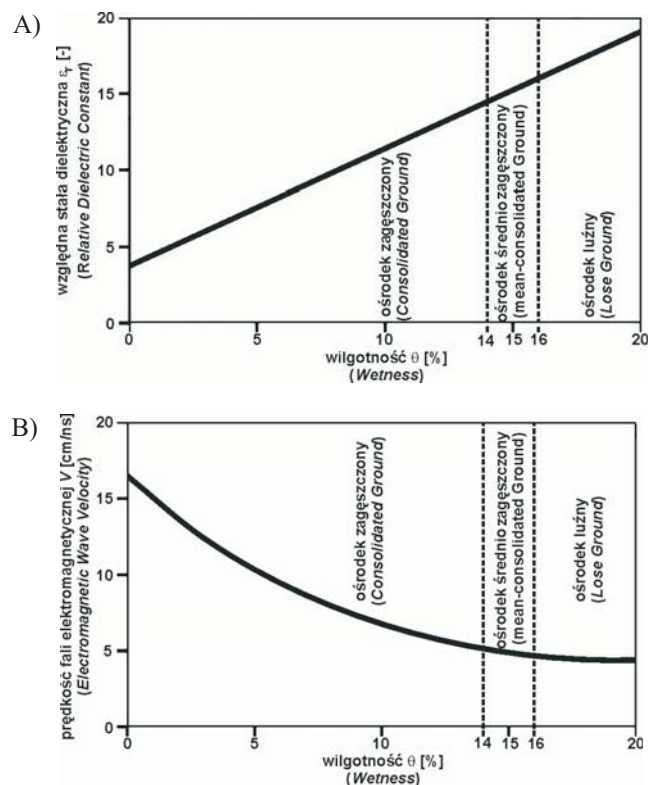 A)
względna stała dielektryczna εr [-]
(Relative Dielectric Constant)
20
15
10
5
0
ośrodek zagęszczony
(Consolidated Ground)
ośrodek średnio zagęszczony
(mean-consolidated Ground)
ośrodek luźny
(Lose Ground)
0 5 10 14 15 16 20
wilgotność θ [%]
(Wetness)
B)
prędkość fali elektromagnetycznej V [cm/ns]
(Electromagnetic Wave Velocity)
20
15
10
5
0
ośrodek zagęszczony
(Consolidated Ground)
ośrodek średnio zagęszczony
(mean-consolidated Ground)
ośrodek luźny
(Lose Ground)
0 5 10 14 15 16 20
wilgotność θ [%]
(Wetness)